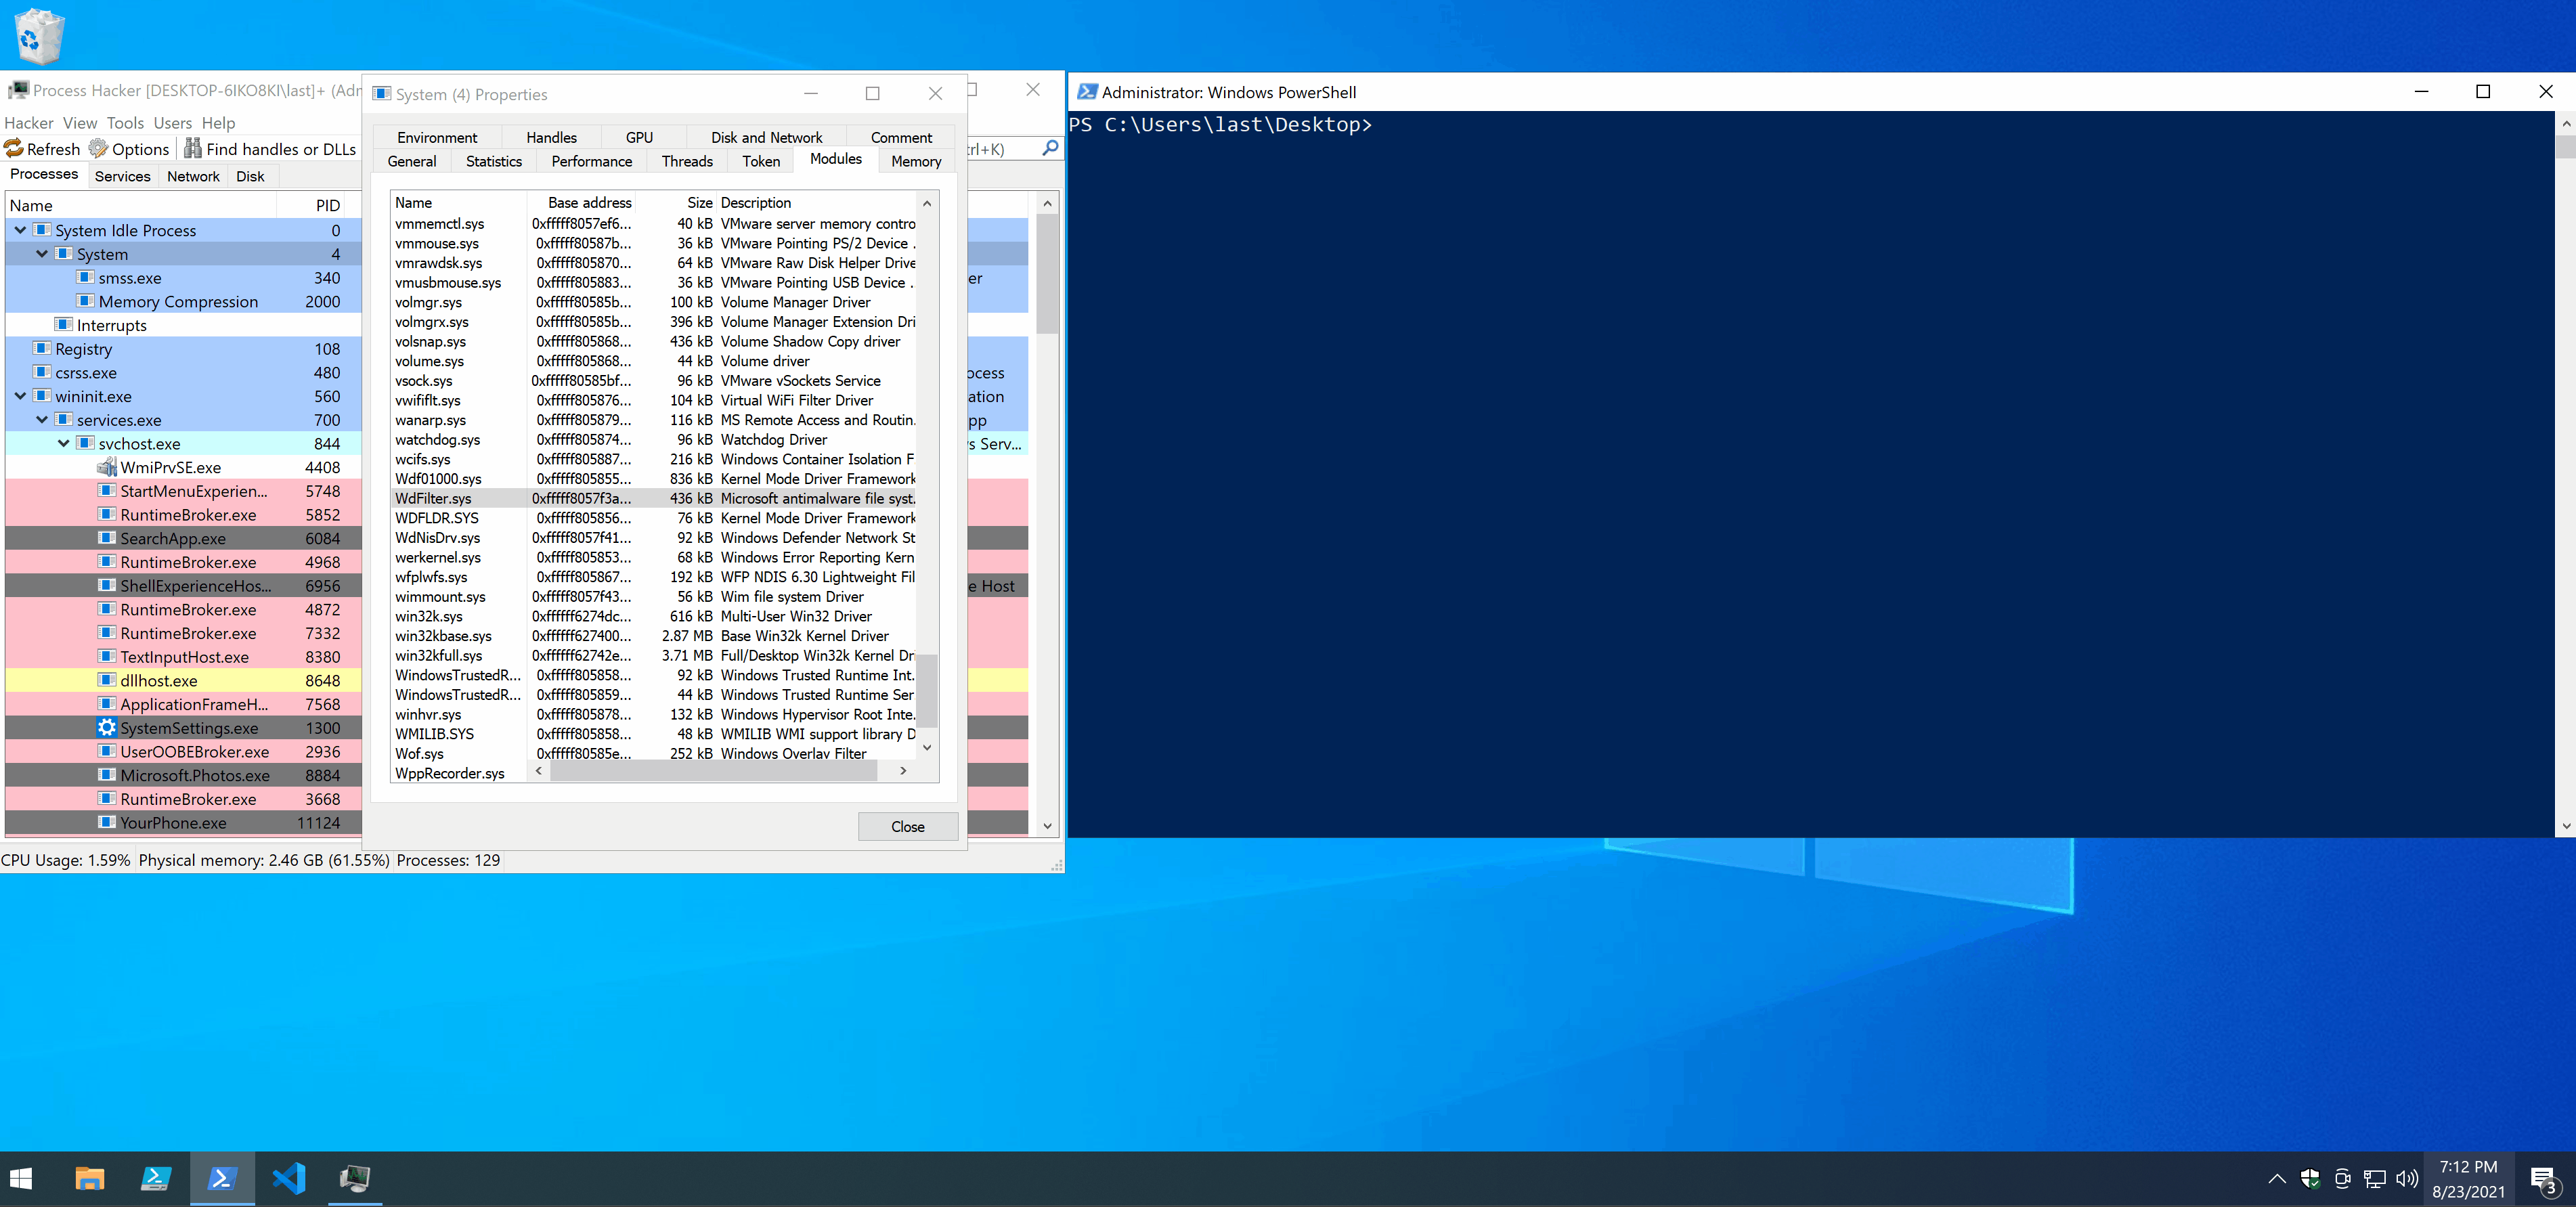 Process Hacker [DESKTOP-6IKO8KI\last]+ (Adm
Hacker View Tools Users Help
Refresh Options Find handles or DLLs
trl+K)
Processes Services Network Disk
Name PID
System Idle Process 0
System 4
smss.exe 340
Memory Compression 2000
Interrupts
Registry 108
csrss.exe 480
wininit.exe 560
services.exe 700
svchost.exe 844
WmiPrvSE.exe 4408
StartMenuExperien... 5748
RuntimeBroker.exe 5852
SearchApp.exe 6084
RuntimeBroker.exe 4968
ShellExperienceHos... 6956
RuntimeBroker.exe 4872
RuntimeBroker.exe 7332
TextInputHost.exe 8380
dllhost.exe 8648
ApplicationFrameH... 7568
SystemSettings.exe 1300
UserOOBEBroker.exe 2936
Microsoft.Photos.exe 8884
RuntimeBroker.exe 3668
YourPhone.exe 11124
er
ocess
ation
pp
s Serv...
e Host
CPU Usage: 1.59% Physical memory: 2.46 GB (61.55%) Processes: 129
System (4) Properties
Environment Handles GPU Disk and Network Comment
General Statistics Performance Threads Token Modules Memory
Name Base address Size Description
vmmemctl.sys 0xfffff8057ef6... 40 kB VMware server memory contro
vmmouse.sys 0xfffff80587b... 36 kB VMware Pointing PS/2 Device .
vmrawdsk.sys 0xfffff805870... 64 kB VMware Raw Disk Helper Drive
vmusbmouse.sys 0xfffff805883... 36 kB VMware Pointing USB Device .
volmgr.sys 0xfffff80585b... 100 kB Volume Manager Driver
volmgrx.sys 0xfffff80585b... 396 kB Volume Manager Extension Dri
volsnap.sys 0xfffff805868... 436 kB Volume Shadow Copy driver
volume.sys 0xfffff805868... 44 kB Volume driver
vsock.sys 0xfffff80585bf... 96 kB VMware vSockets Service
vwififlt.sys 0xfffff805876... 104 kB Virtual WiFi Filter Driver
wanarp.sys 0xfffff805879... 116 kB MS Remote Access and Routin.
watchdog.sys 0xfffff805874... 96 kB Watchdog Driver
wcifs.sys 0xfffff805887... 216 kB Windows Container Isolation F
Wdf01000.sys 0xfffff805855... 836 kB Kernel Mode Driver Framework
WdFilter.sys 0xfffff8057f3a... 436 kB Microsoft antimalware file syst.
WDFLDR.SYS 0xfffff805856... 76 kB Kernel Mode Driver Framework
WdNisDrv.sys 0xfffff8057f41... 92 kB Windows Defender Network St
werkernel.sys 0xfffff805853... 68 kB Windows Error Reporting Kern
wfplwfs.sys 0xfffff805867... 192 kB WFP NDIS 6.30 Lightweight Fil
wimmount.sys 0xfffff8057f43... 56 kB Wim file system Driver
win32k.sys 0xffffff6274dc... 616 kB Multi-User Win32 Driver
win32kbase.sys 0xffffff627400... 2.87 MB Base Win32k Kernel Driver
win32kfull.sys 0xffffff62742e... 3.71 MB Full/Desktop Win32k Kernel Dr
WindowsTrustedR... 0xfffff805858... 92 kB Windows Trusted Runtime Int.
WindowsTrustedR... 0xfffff805859... 44 kB Windows Trusted Runtime Ser
winhvr.sys 0xfffff805878... 132 kB Windows Hypervisor Root Inte.
WMILIB.SYS 0xfffff805858... 48 kB WMILIB WMI support library D
Wof.sys 0xfffff80585e... 252 kB Windows Overlay Filter
WppRecorder.sys
Close
Administrator: Windows PowerShell
PS C:\Users\last\Desktop>
7:12 PM
8/23/2021
3